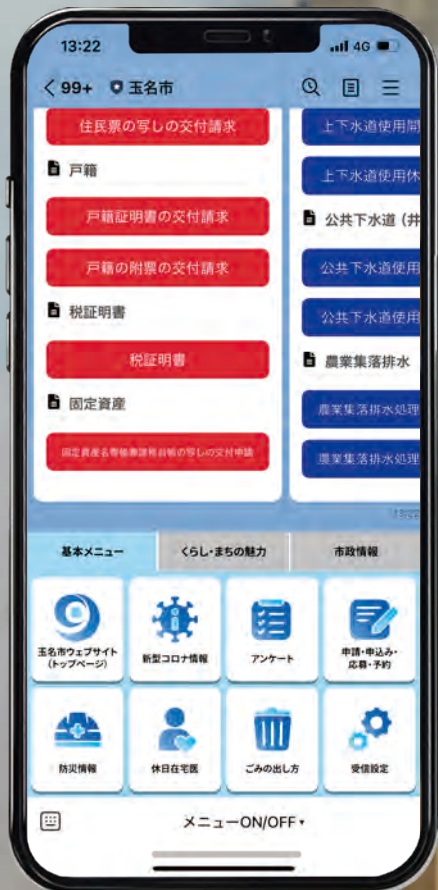 13:22
4G
99+
玉名市
住民票の写しの交付請求
戸籍
戸籍証明書の交付請求
戸籍の附票の交付請求
税証明書
税証明書
固定資産
上下水道使用開
上下水道使用休
公共下水道（井
公共下水道使用
公共下水道使用
農業集落排水
農業集落排水処理
農業集落排水処理
13:22
基本メニュー
くらし・まちの魅力
市政情報
玉名市ウェブサイト
（トップページ）
新型コロナ情報
アンケート
申請・申込み・
応募・予約
防災情報
休日在宅医
ごみの出し方
受信設定
メニューON/OFF